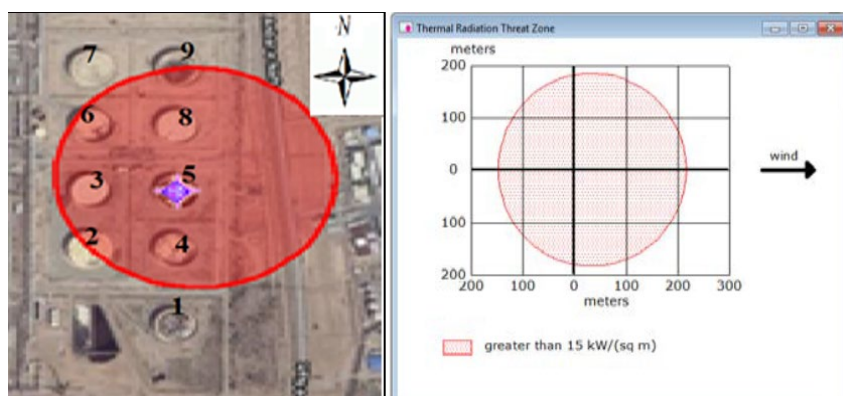 N
7
9
6
8
3
5
2
4
1
Thermal Radiation Threat Zone
meters
200
100
0
100
200
200 100 0 100 200 300
meters
wind
greater than 15 kW/(sq m)